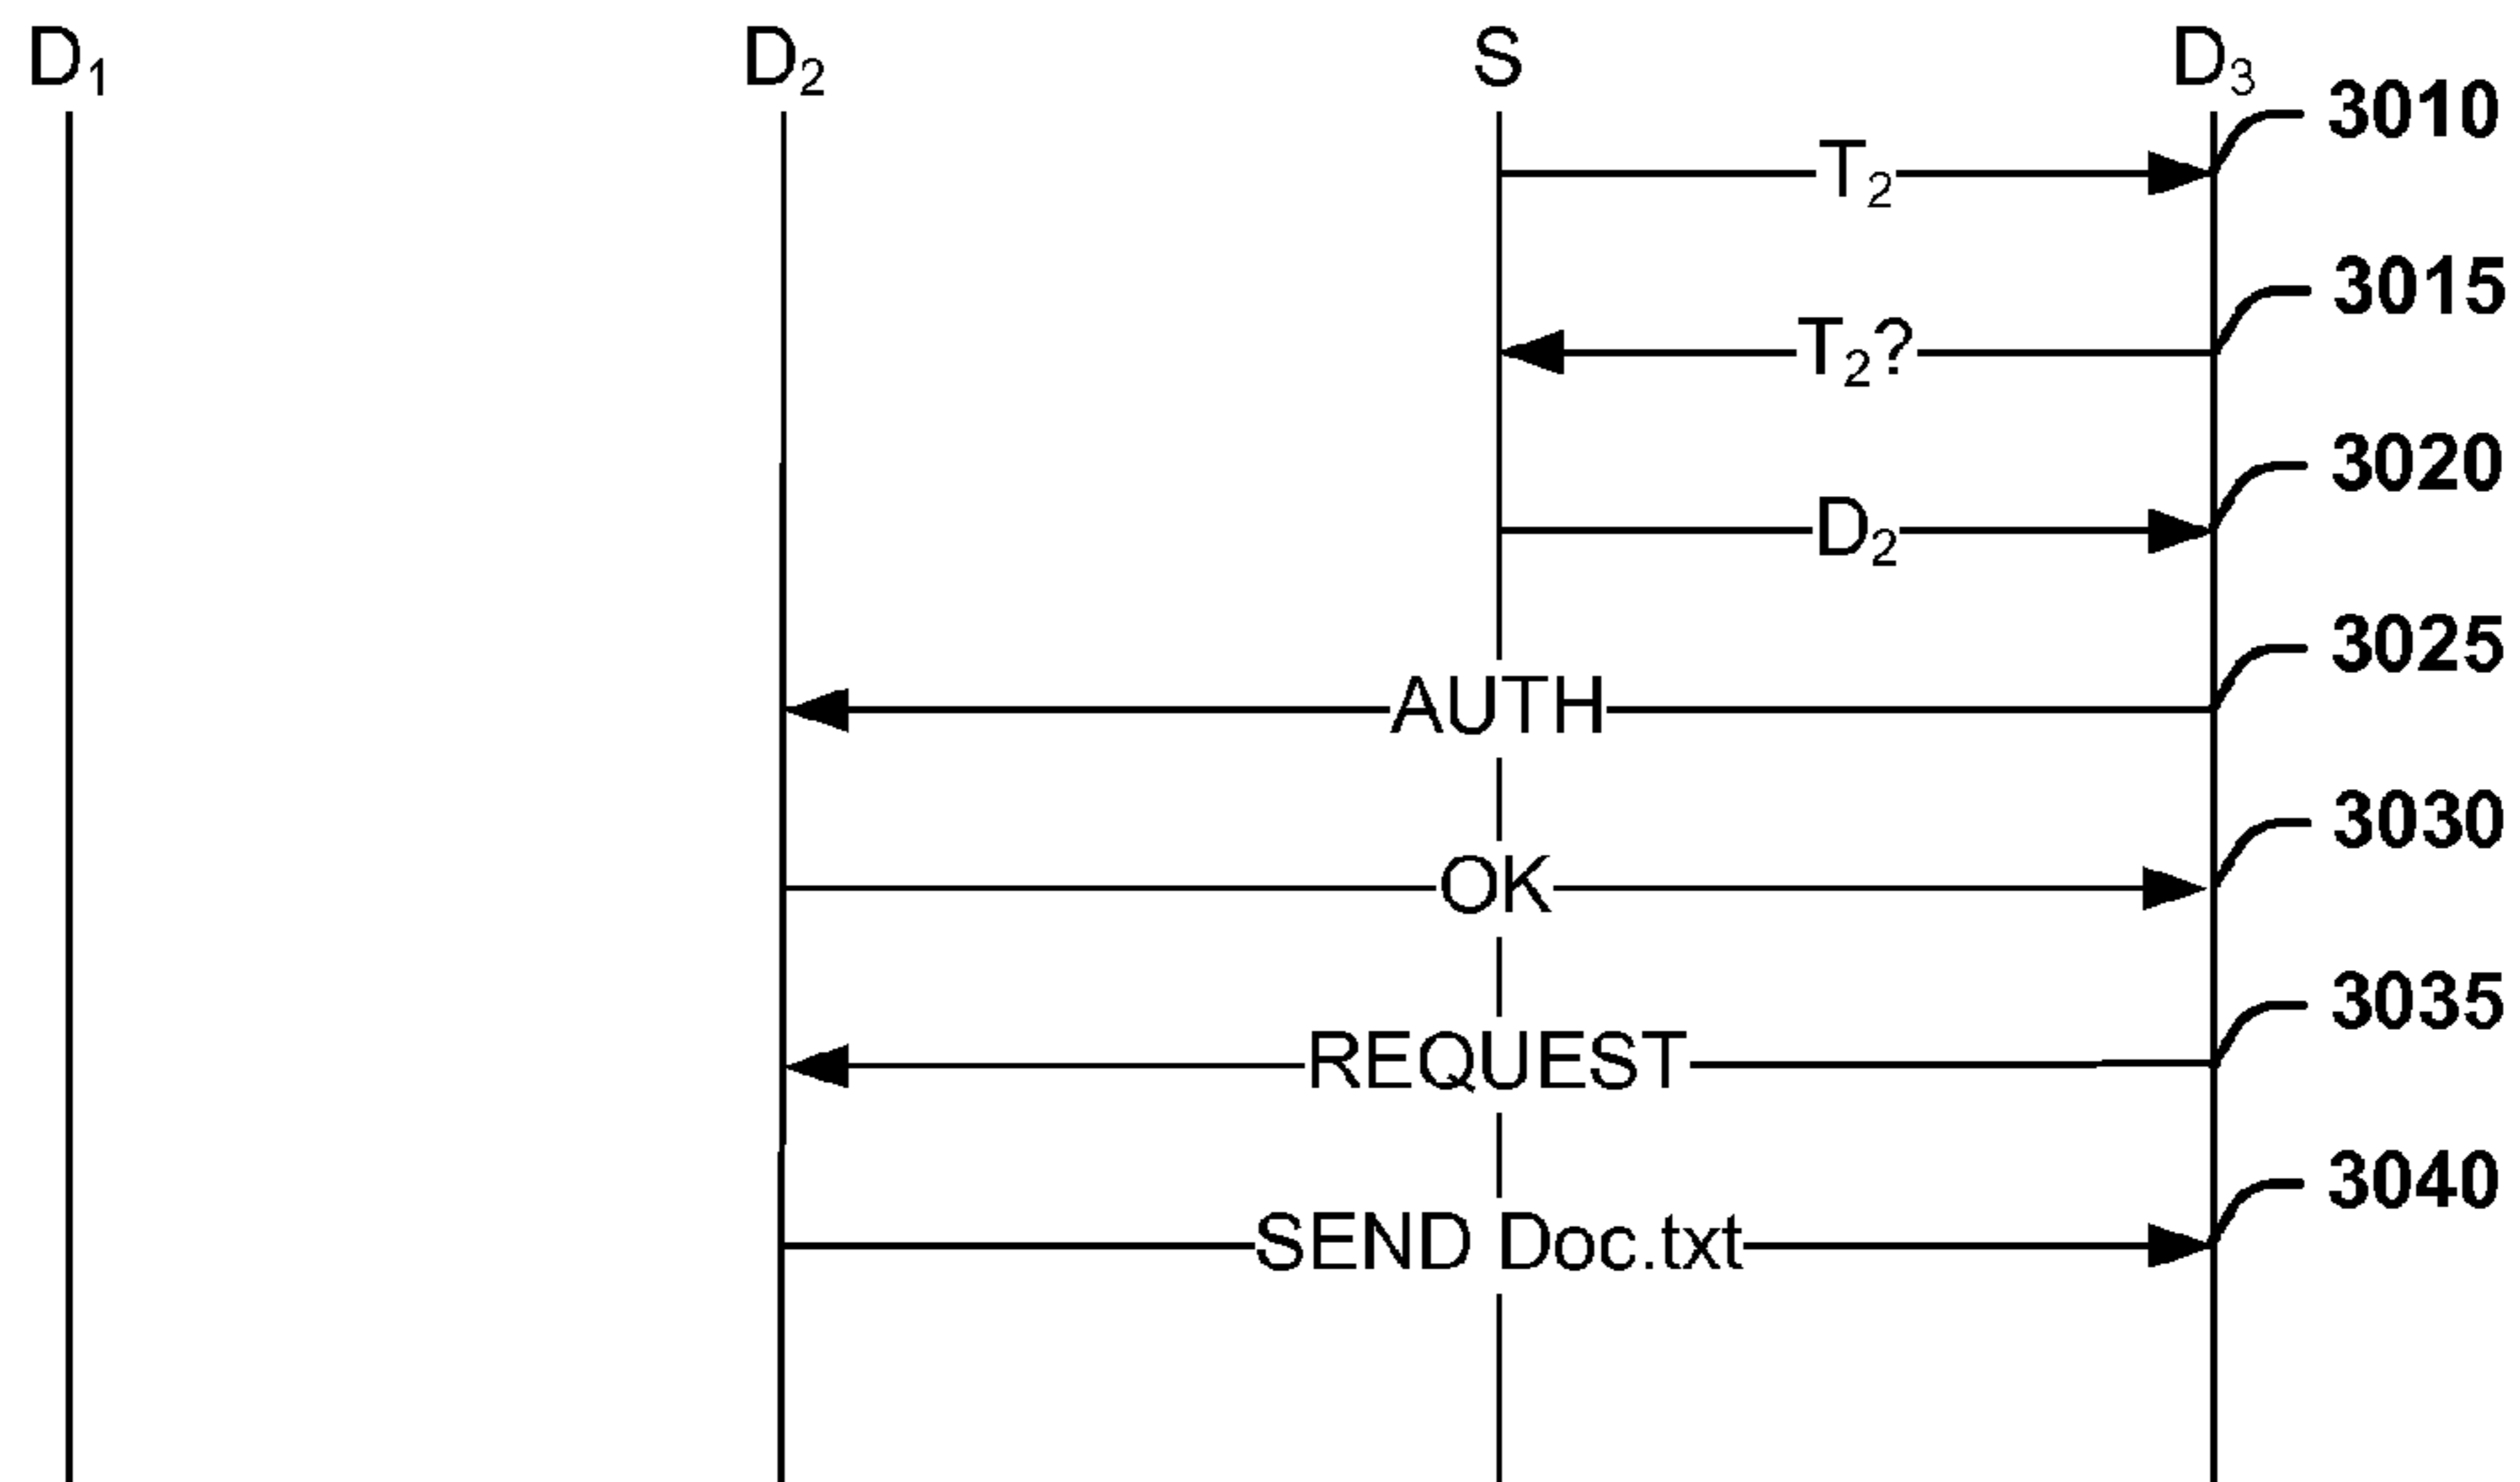 D₁ D₂ S D₃
3010
T₂
3015
T₂?
3020
D₂
3025
AUTH
3030
OK
3035
REQUEST
3040
SEND Doc.txt